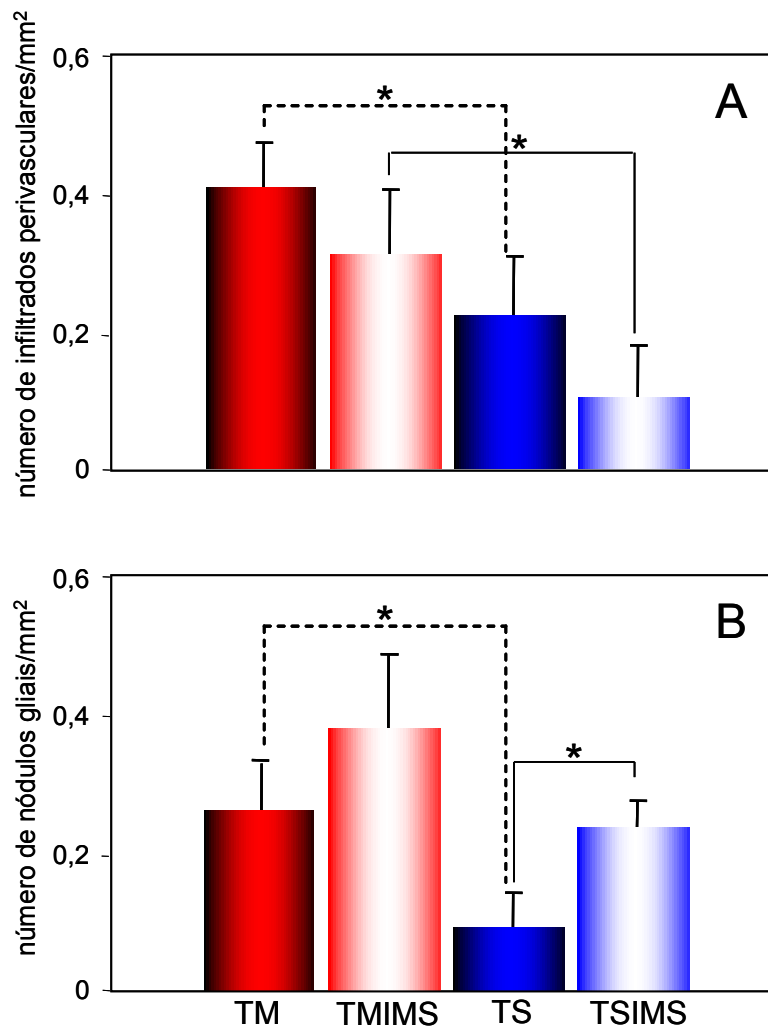 número de infiltrados perivasculares/mm²
0,6
0,4
0,2
0
A
*
*
número de nódulos gliais/mm²
0,6
0,4
0,2
0
B
*
*
TM TMIMS TS TSIMS